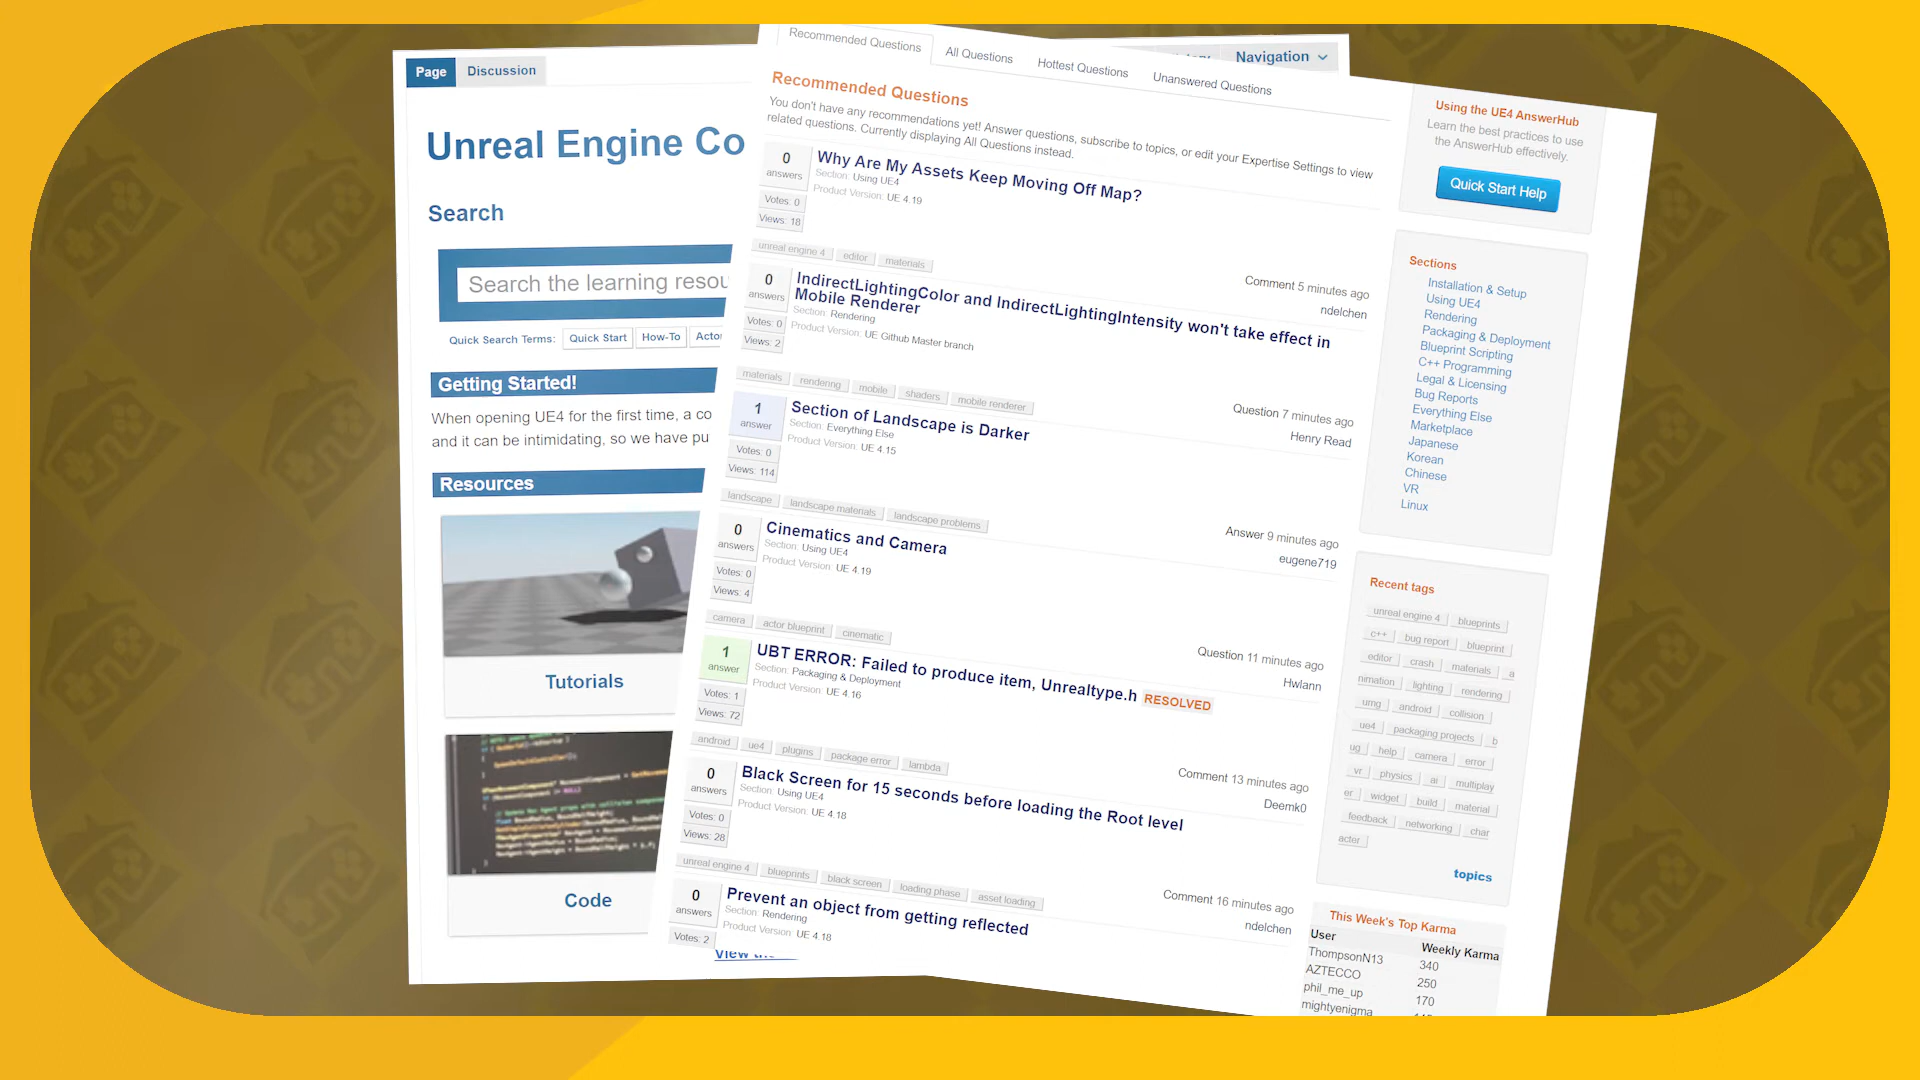 Page
Discussion
Unreal Engine Co
Search
Search the learning resou
Quick Search Terms: Quick Start How-To Acto
Getting Started!
When opening UE4 for the first time, a co
and it can be intimidating, so we have pu
Resources
Tutorials
Code
Navigation
Recommended Questions
All Questions
Hottest Questions
Unanswered Questions
Recommended Questions
You don't have any recommendations yet! Answer questions, subscribe to topics, or edit your Expertise Settings to view
related questions. Currently displaying All Questions instead.
0
answers
Votes: 0
Views: 18
Why Are My Assets Keep Moving Off Map?
Section: Using UE4
Product Version: UE 4.19
unreal engine 4 editor materials
Comment 5 minutes ago
ndelchen
0
answers
Votes: 0
Views: 2
IndirectLightingColor and IndirectLightingIntensity won't take effect in
Mobile Renderer
Section: Rendering
Product Version: UE Github Master branch
materials rendering mobile shaders mobile renderer
Question 7 minutes ago
Henry Read
1
answer
Votes: 0
Views: 114
Section of Landscape is Darker
Section: Everything Else
Product Version: UE 4.15
landscape landscape materials landscape problems
Answer 9 minutes ago
eugene719
0
answers
Votes: 0
Views: 4
Cinematics and Camera
Section: Using UE4
Product Version: UE 4.19
camera actor blueprint cinematic
Question 11 minutes ago
Hwlann
1
answer
Votes: 1
Views: 72
UBT ERROR: Failed to produce item, Unrealtype.h RESOLVED
Section: Packaging & Deployment
Product Version: UE 4.16
android ue4 plugins package error lambda
Comment 13 minutes ago
Deemk0
0
answers
Votes: 0
Views: 28
Black Screen for 15 seconds before loading the Root level
Section: Using UE4
Product Version: UE 4.18
unreal engine 4 blueprints black screen loading phase asset loading
Comment 16 minutes ago
ndelchen
0
answers
Votes: 2
Prevent an object from getting reflected
Section: Rendering
Product Version: UE 4.18
View
Using the UE4 AnswerHub
Learn the best practices to use
the AnswerHub effectively.
Quick Start Help
Sections
Installation & Setup
Using UE4
Rendering
Packaging & Deployment
Blueprint Scripting
C++ Programming
Legal & Licensing
Bug Reports
Everything Else
Marketplace
Japanese
Korean
Chinese
VR
Linux
Recent tags
unreal engine 4 blueprints
c++ bug report blueprint
editor crash materials a
nimation lighting rendering
umg android collision
ue4 packaging projects b
ug help camera error
vr physics ai multiplay
er widget build material
feedback networking char
acter
topics
This Week's Top Karma
User Weekly Karma
ThompsonN13 340
AZTECCO 250
phil_me_up 170
mightyenigma